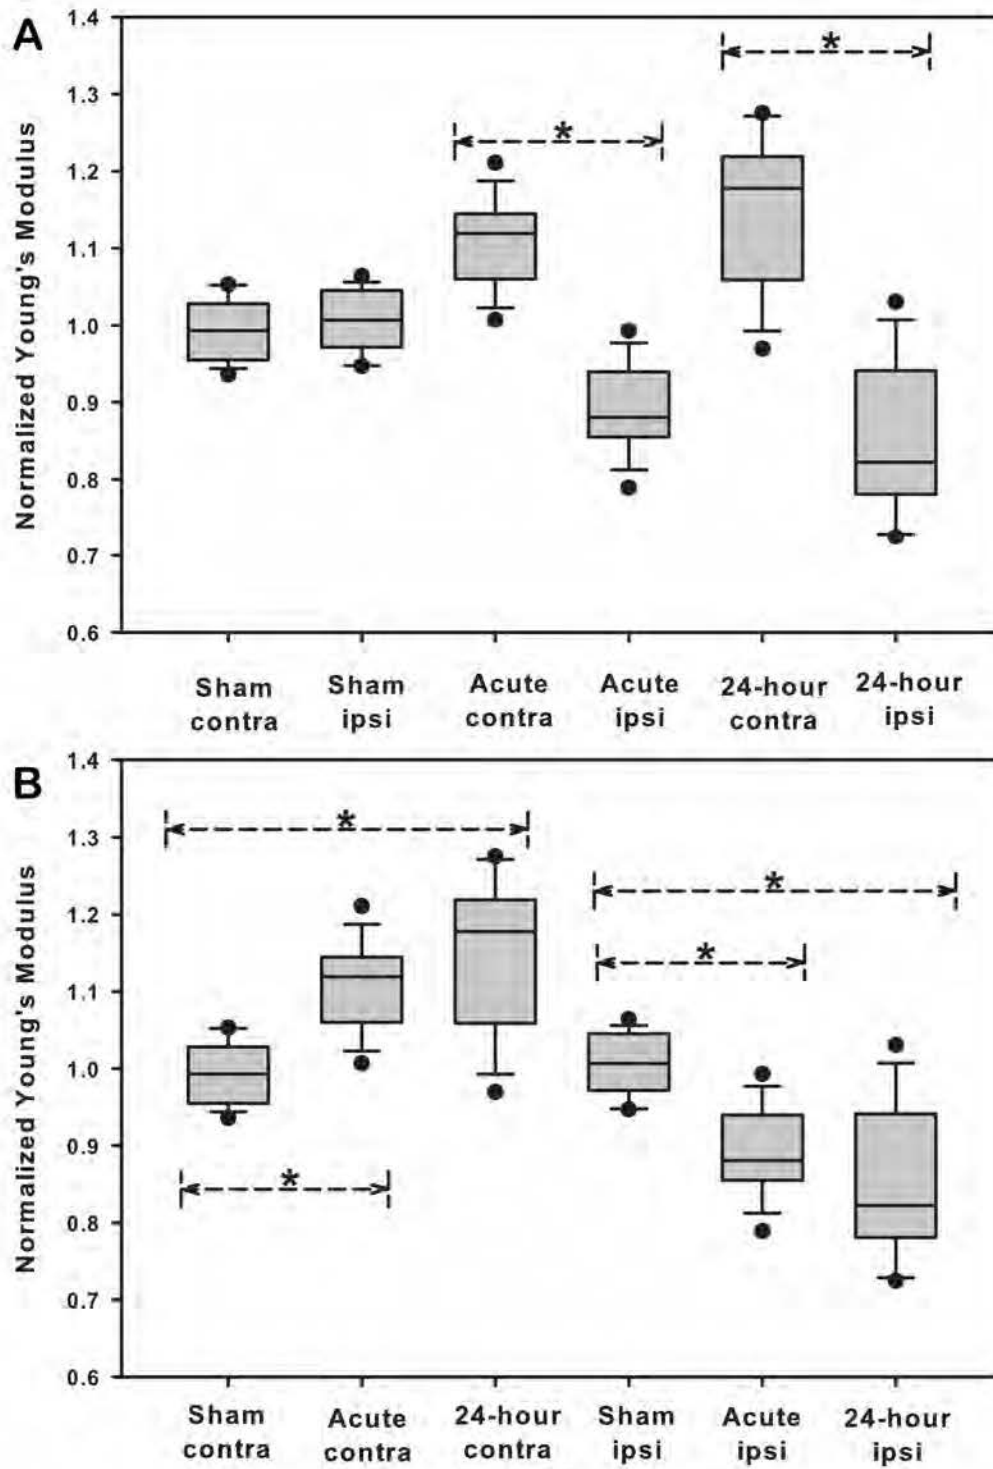 A
Normalized Young's Modulus
1.4
1.3
1.2
1.1
1.0
0.9
0.8
0.7
0.6
*
*
Sham contra
Sham ipsi
Acute contra
Acute ipsi
24-hour contra
24-hour ipsi
B
Normalized Young's Modulus
1.4
1.3
1.2
1.1
1.0
0.9
0.8
0.7
0.6
*
*
*
*
Sham contra
Acute contra
24-hour contra
Sham ipsi
Acute ipsi
24-hour ipsi